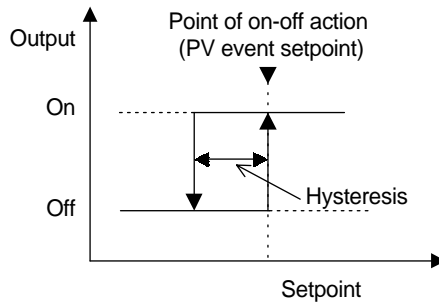 Point of on-off action
(PV event setpoint)
Output
On
Hysteresis
Off
Setpoint